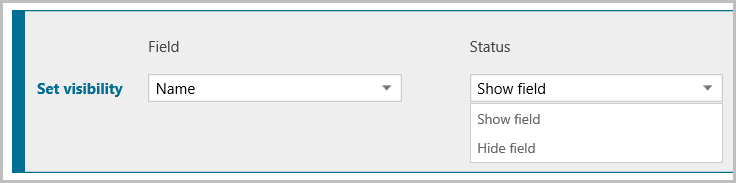 Field
Status
Set visibility
Name
Show field
Show field
Hide field